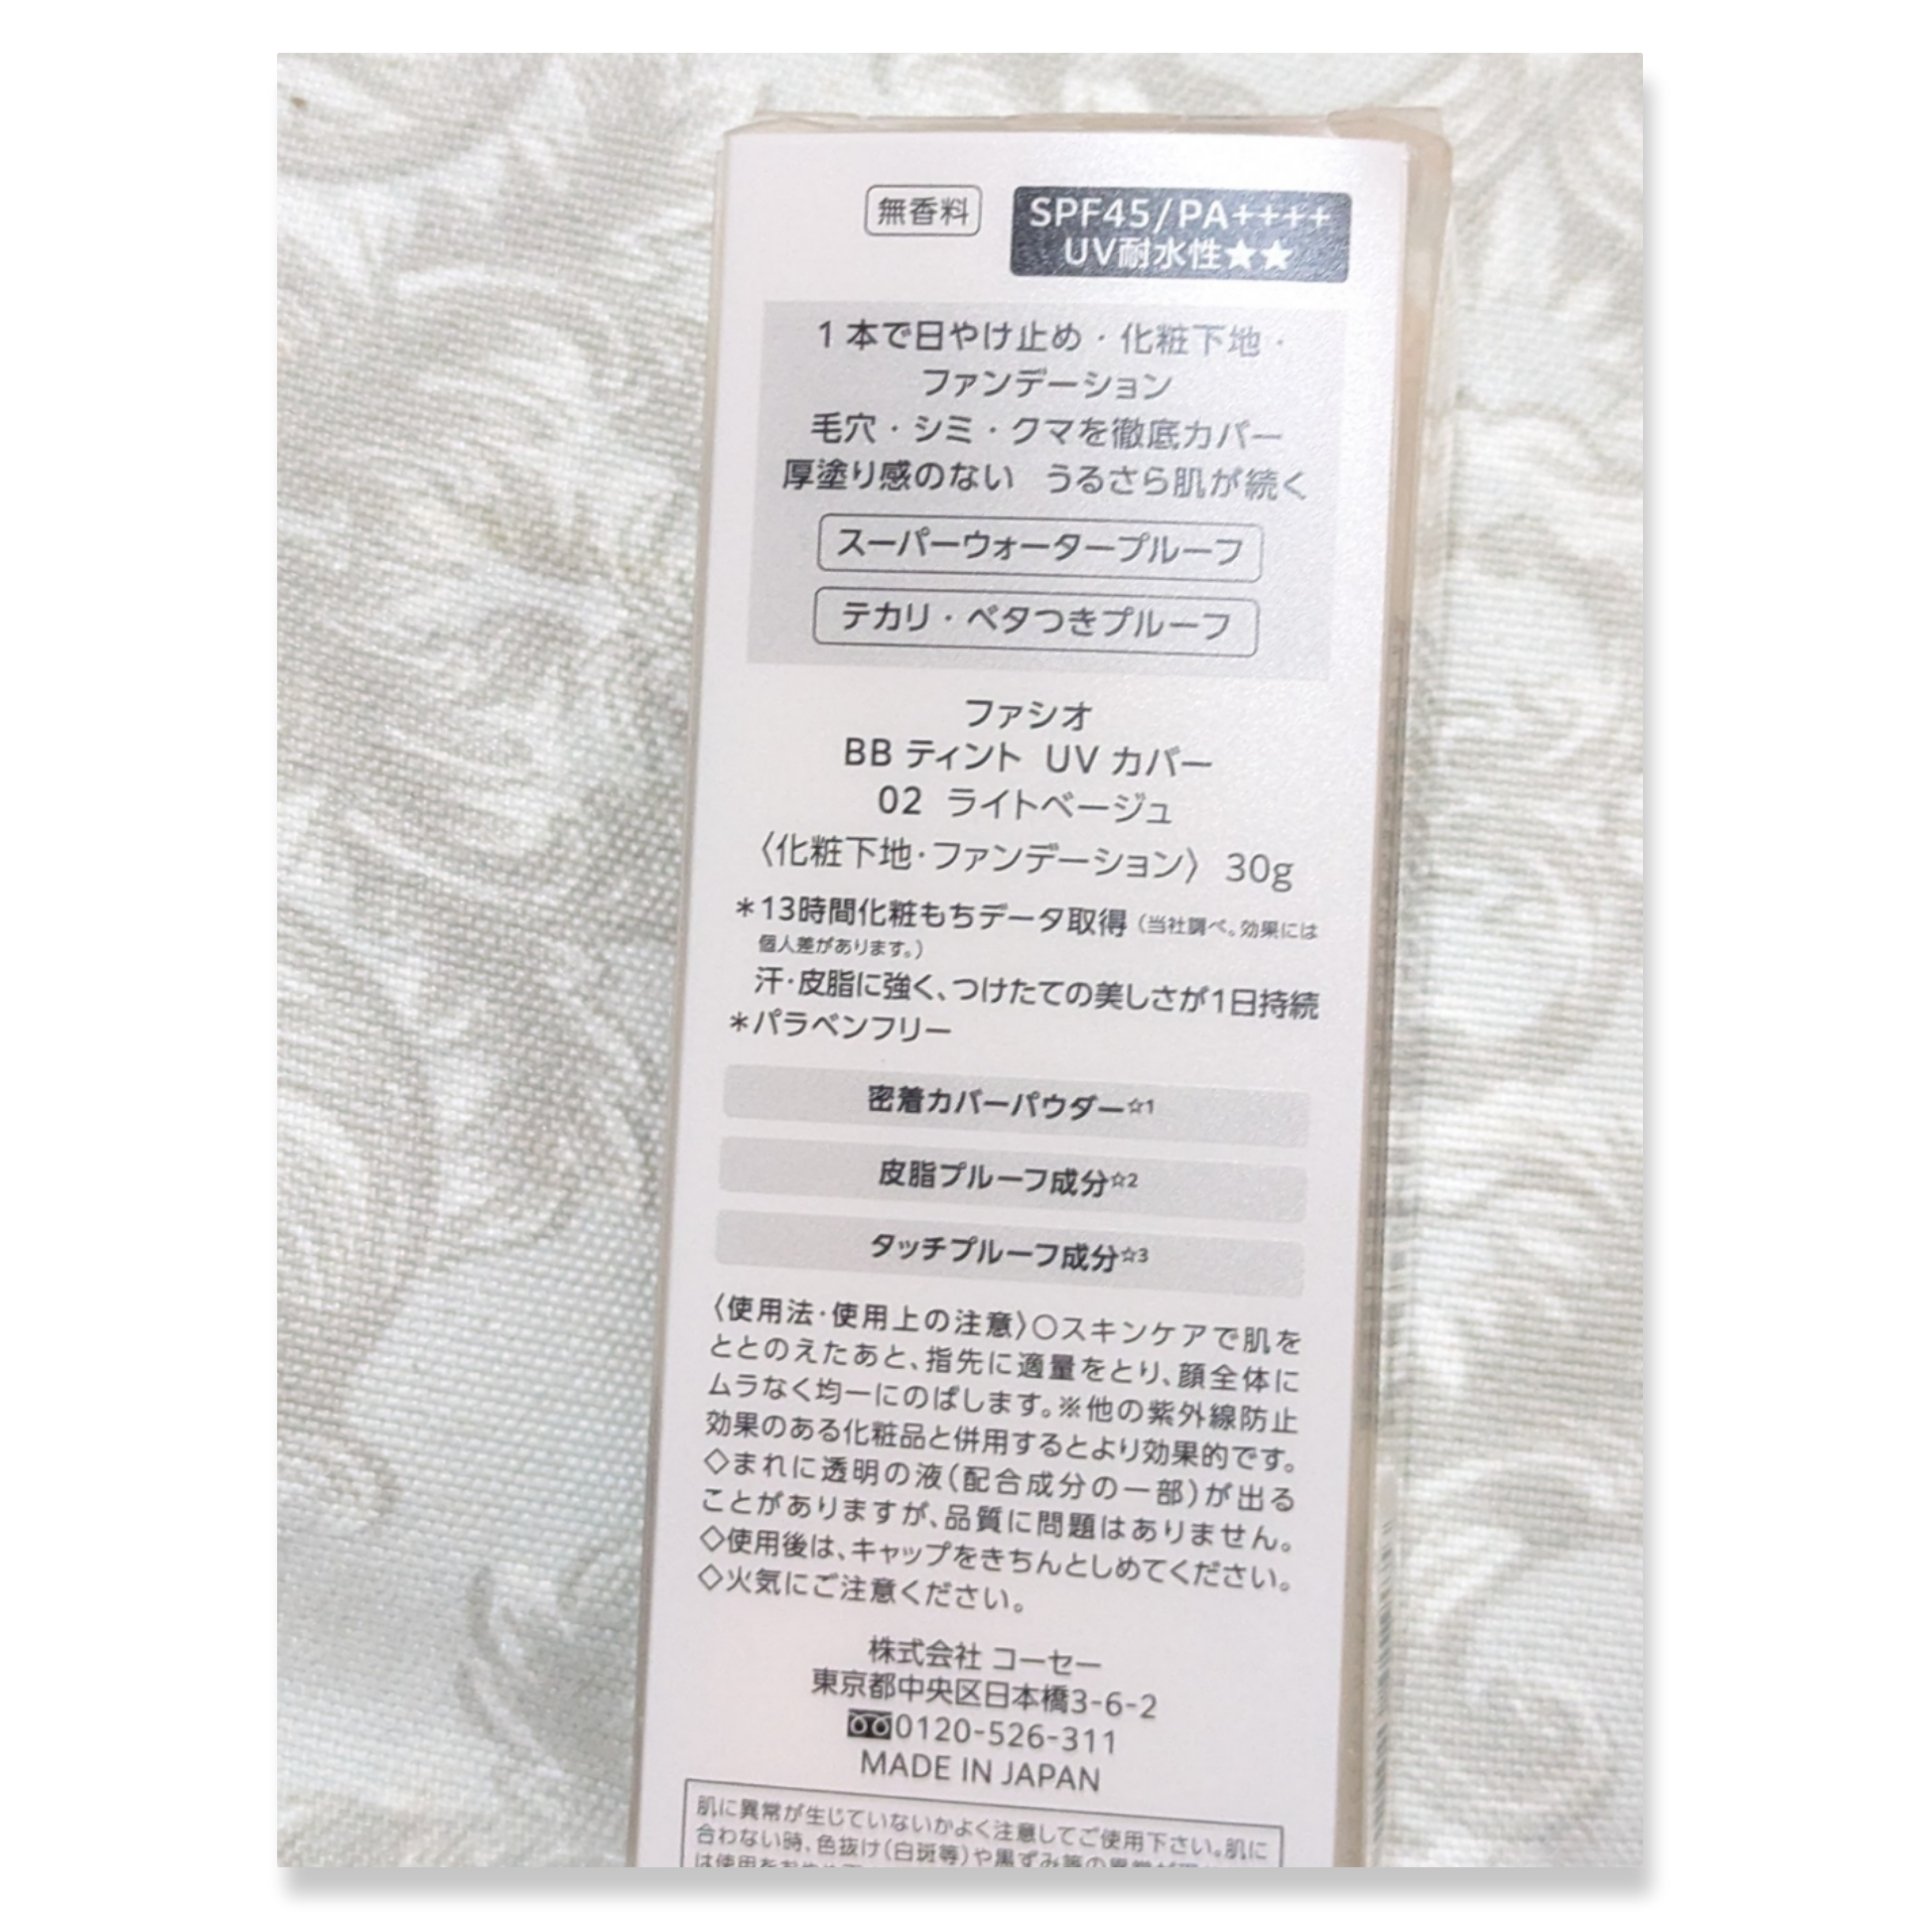 無香料
SPF45/PA++++
UV耐水性★★
1本で日やけ止め・化粧下地・
ファンデーション
毛穴・シミ・クマを徹底カバー
厚塗り感のない うるさら肌が続く
スーパーウォータープルーフ
テカリ・ベタつきプルーフ
ファシオ
BB ティント UV カバー
02 ライトベージュ
〈化粧下地・ファンデーション〉 30g
＊13時間化粧もちデータ取得（当社調べ。効果には
個人差があります。）
汗・皮脂に強く、つけたての美しさが1日持続
＊パラベンフリー
密着カバーパウダー☆1
皮脂プルーフ成分☆2
タッチプルーフ成分☆3
〈使用法・使用上の注意〉○スキンケアで肌を
ととのえたあと、指先に適量をとり、顔全体に
ムラなく均一にのばします。※他の紫外線防止
効果のある化粧品と併用するとより効果的です。
◇まれに透明の液（配合成分の一部）が出る
ことがありますが、品質に問題はありません。
◇使用後は、キャップをきちんとしめてください。
◇火気にご注意ください。
株式会社 コーセー
東京都中央区日本橋3-6-2
0120-526-311
MADE IN JAPAN
肌に異常が生じていないかよく注意してご使用下さい。肌に
合わない時、色抜け（白斑等）や黒ずみ等の異常が